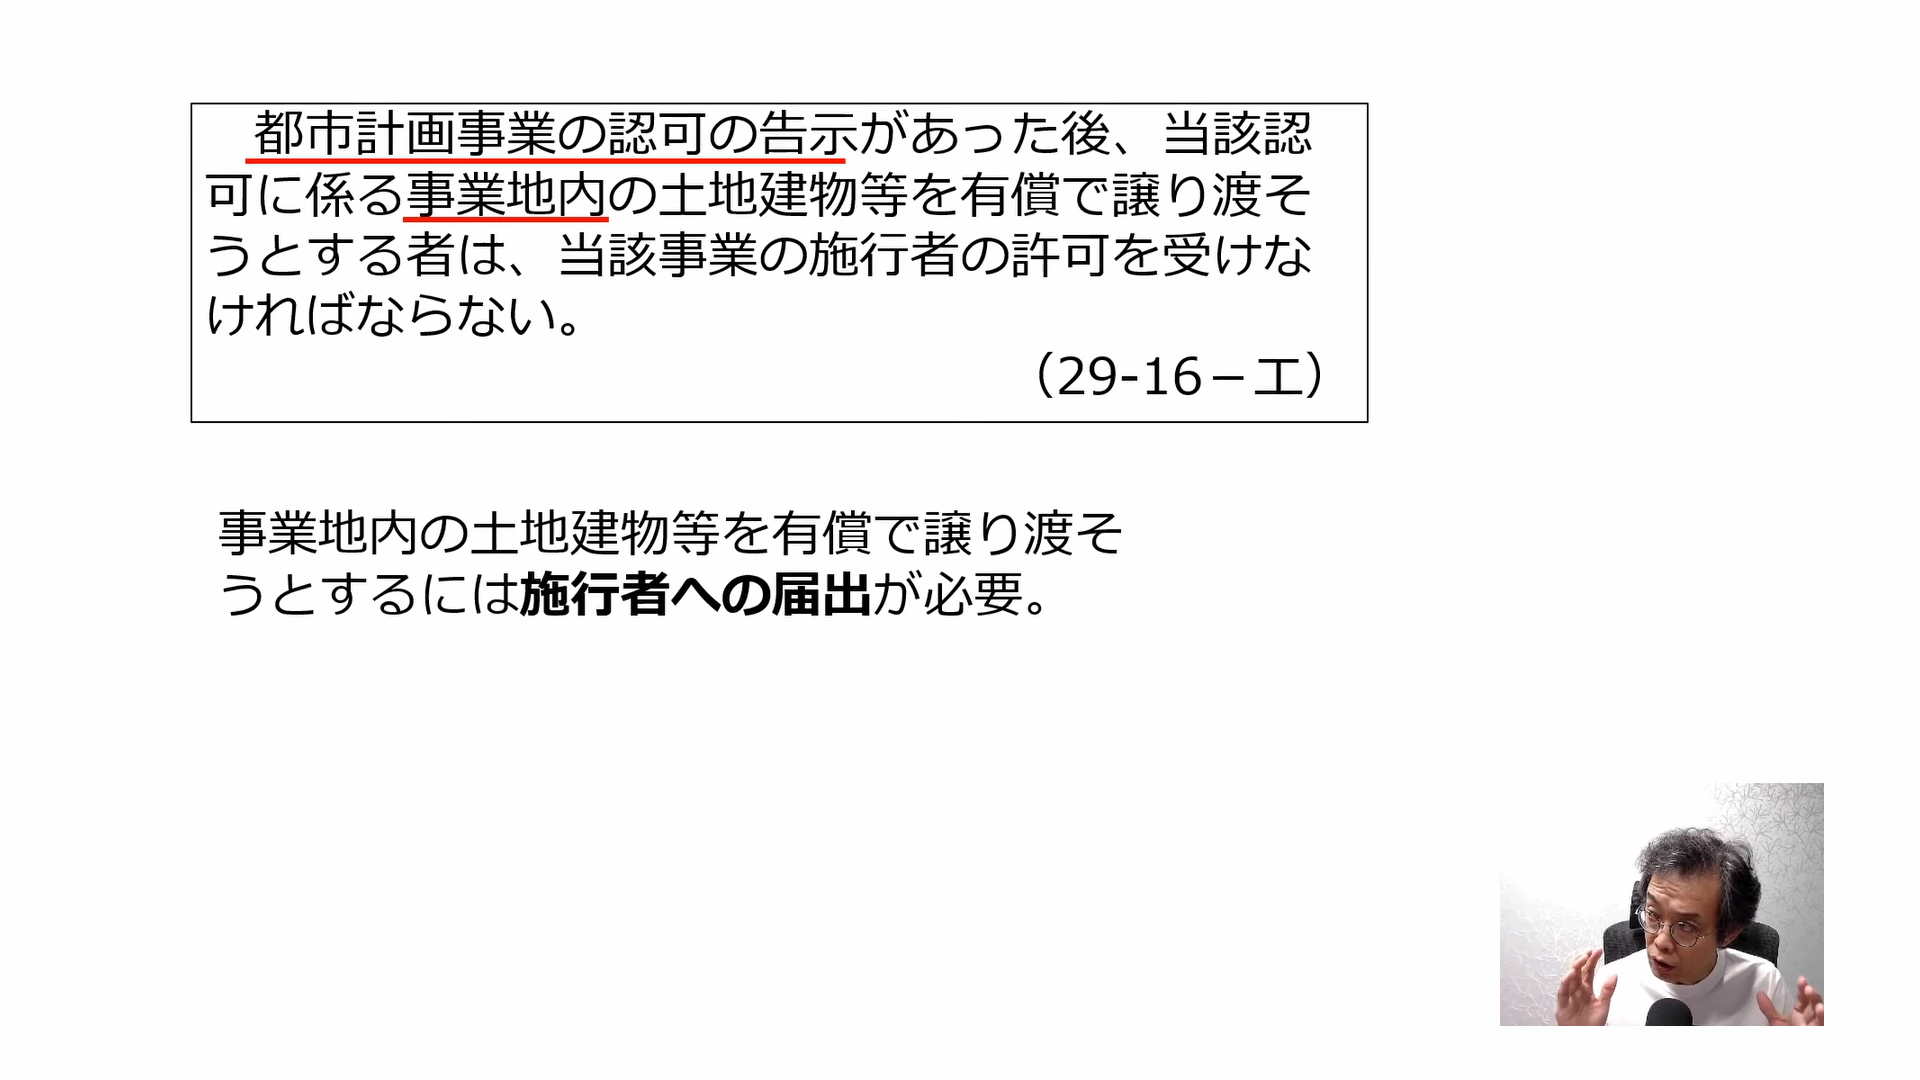 都市計画事業の認可の告示があった後、当該認
可に係る事業地内の土地建物等を有償で譲り渡そ
うとする者は、当該事業の施行者の許可を受けな
ければならない。
（29-16－エ）
事業地内の土地建物等を有償で譲り渡そ
うとするには施行者への届出が必要。